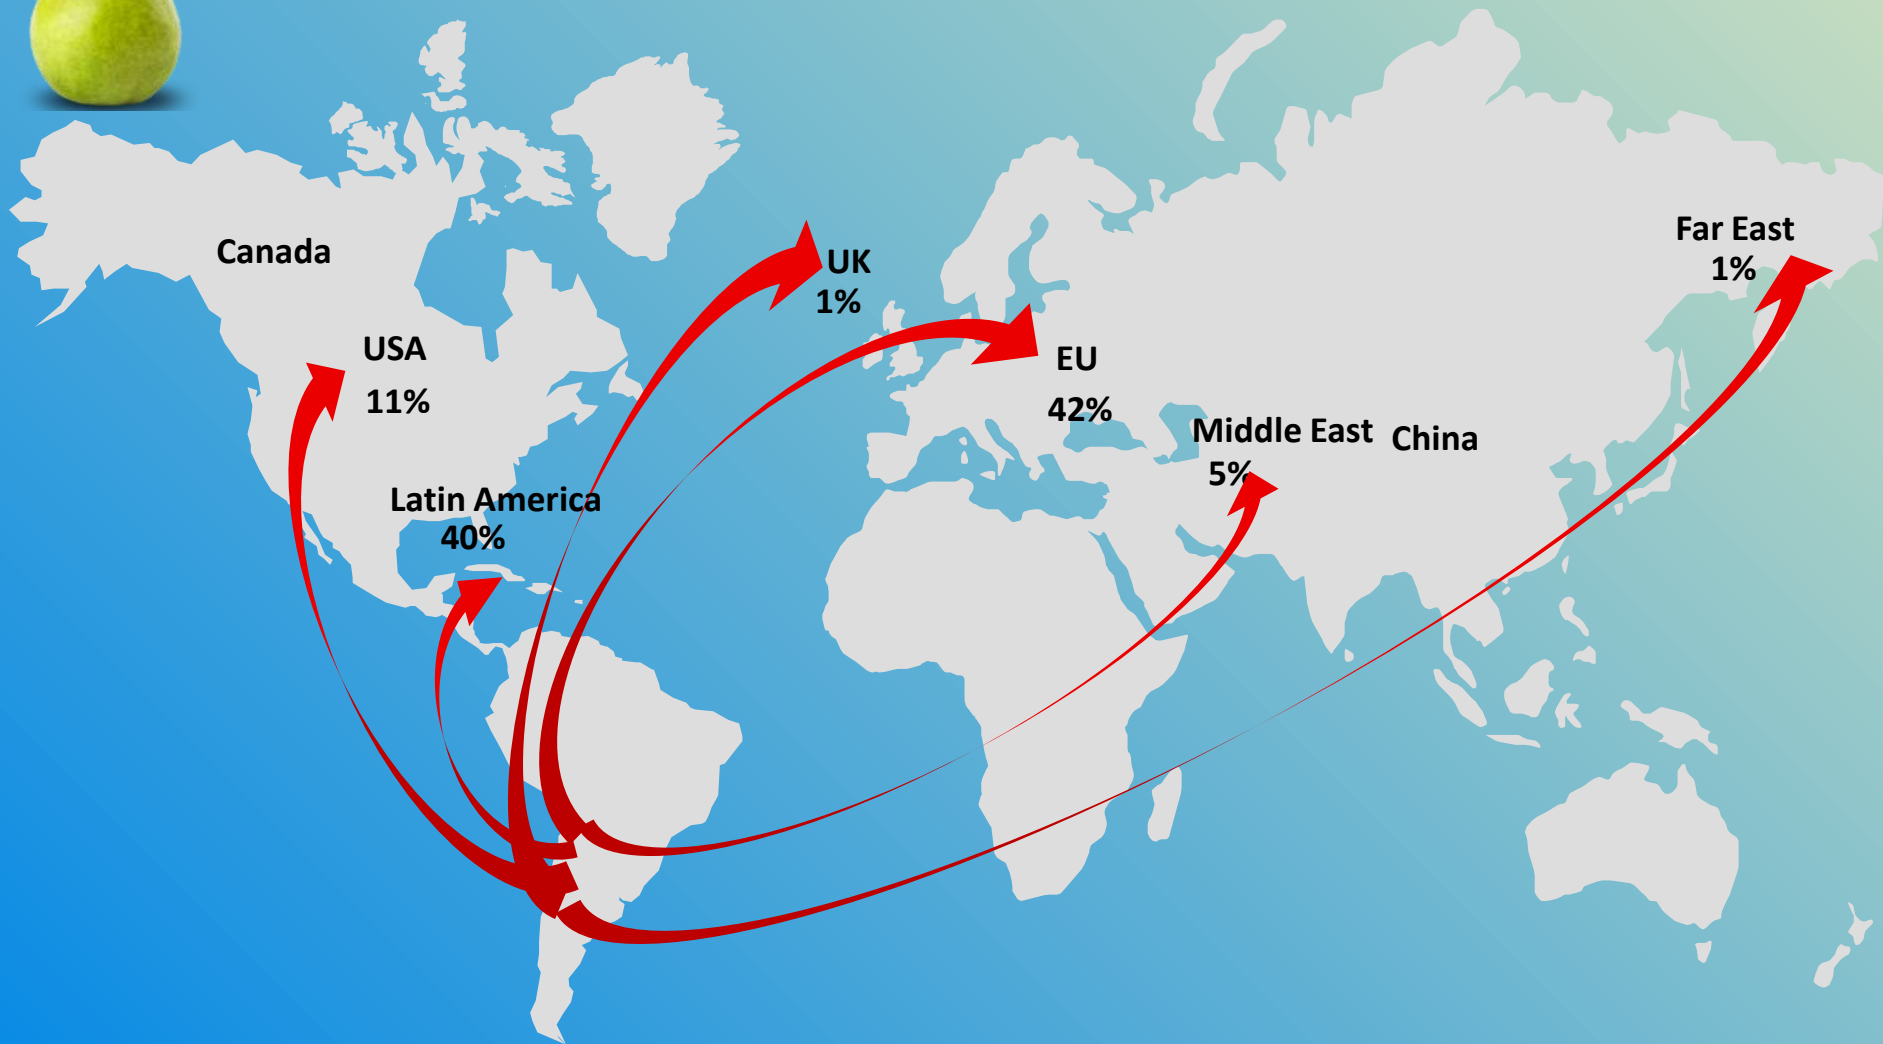 Canada
UK
1%
Far East
1%
USA
11%
EU
42%
Middle East
5%
China
Latin America
40%